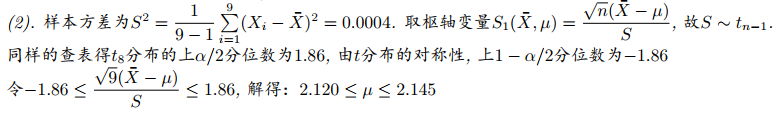 (2). 样本方差为$S^2 = \frac{1}{9-1}\sum_{i=1}^{9}(X_i - \bar{X})^2 = 0.0004$. 取枢轴变量$S_1(\bar{X}, \mu) = \frac{\sqrt{n}(\bar{X} - \mu)}{S}$, 故$S \sim t_{n-1}$.
同样的查表得$t_8$分布的上$\alpha/2$分位数为1.86, 由$t$分布的对称性, 上$1 - \alpha/2$分位数为$-1.86$
令$-1.86 \leq \frac{\sqrt{9}(\bar{X} - \mu)}{S} \leq 1.86$, 解得: $2.120 \leq \mu \leq 2.145$